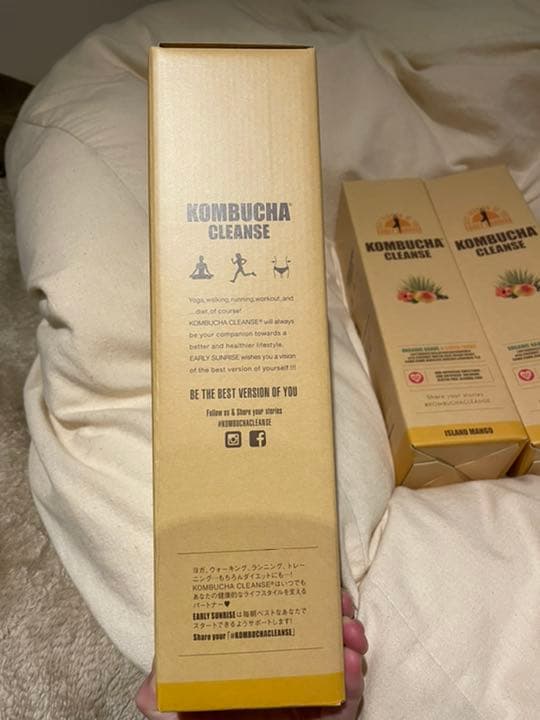 KOMBUCHA®
CLEANSE
Yoga, walking, running, workout, and
...diet, of course!
KOMBUCHA CLEANSE® will always
be your companion towards a
better and healthier lifestyle.
EARLY SUNRISE wishes you a vision
of the best version of yourself !!!
BE THE BEST VERSION OF YOU
Follow us & Share your stories
#KOMBUCHACLEANSE
ヨガ、ウォーキング、ランニング、トレー
ニング…もちろんダイエットにも…!
KOMBUCHA CLEANSE®はいつでも
あなたの健康的なライフスタイルを支える
パートナー♥
EARLY SUNRISEは毎朝ベストなあなたで
スタートできるようサポートします!
Share your「#KOMBUCHACLEANSE」
KOMBUCHA
CLEANSE
Share your stories
#KOMBUCHACLEANSE
ISLAND MANGO
KOMBUCHA
CLEANSE